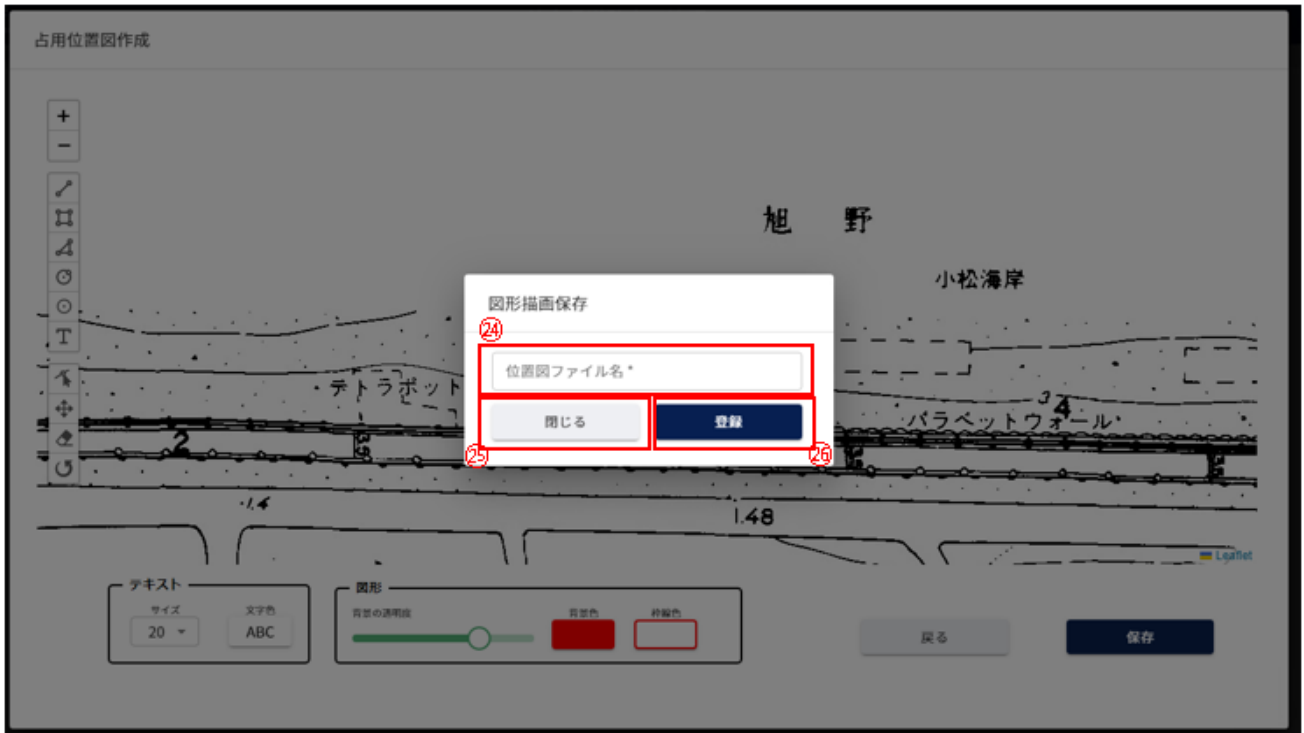 占用位置図作成
+
−
旭 野
小松海岸
図形描画保存
㉔
T
位置図ファイル名*
テトラポット
閉じる
登録
3
4
パラペットウォール
2
㉕
㉖
1.4
1.48
Leaflet
テキスト
図形
サイズ
文字色
背景の透明度
背景色
枠線色
20
ABC
戻る
保存